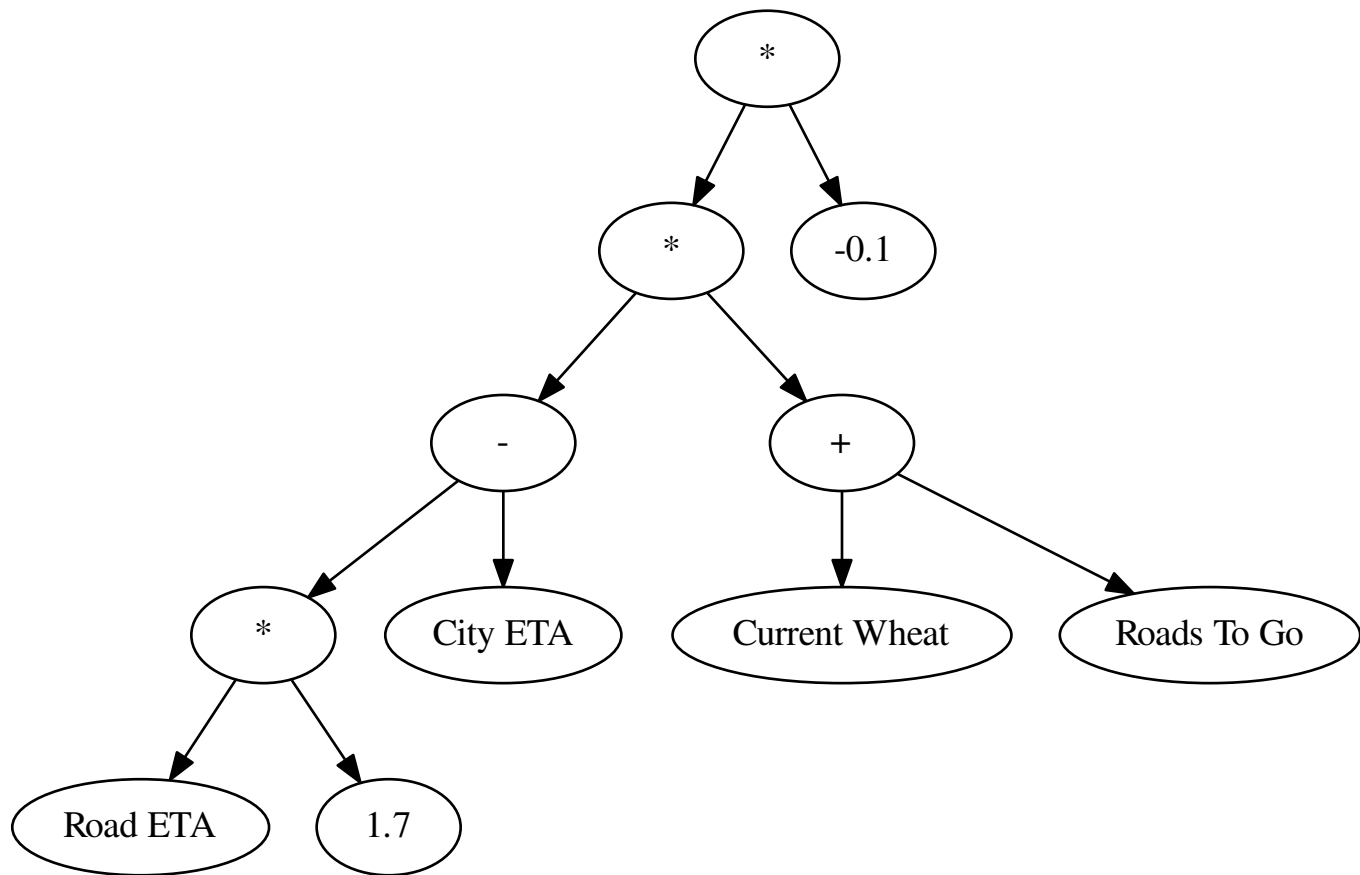 *
*
-0.1
-
+
*
City ETA
Current Wheat
Roads To Go
Road ETA
1.7